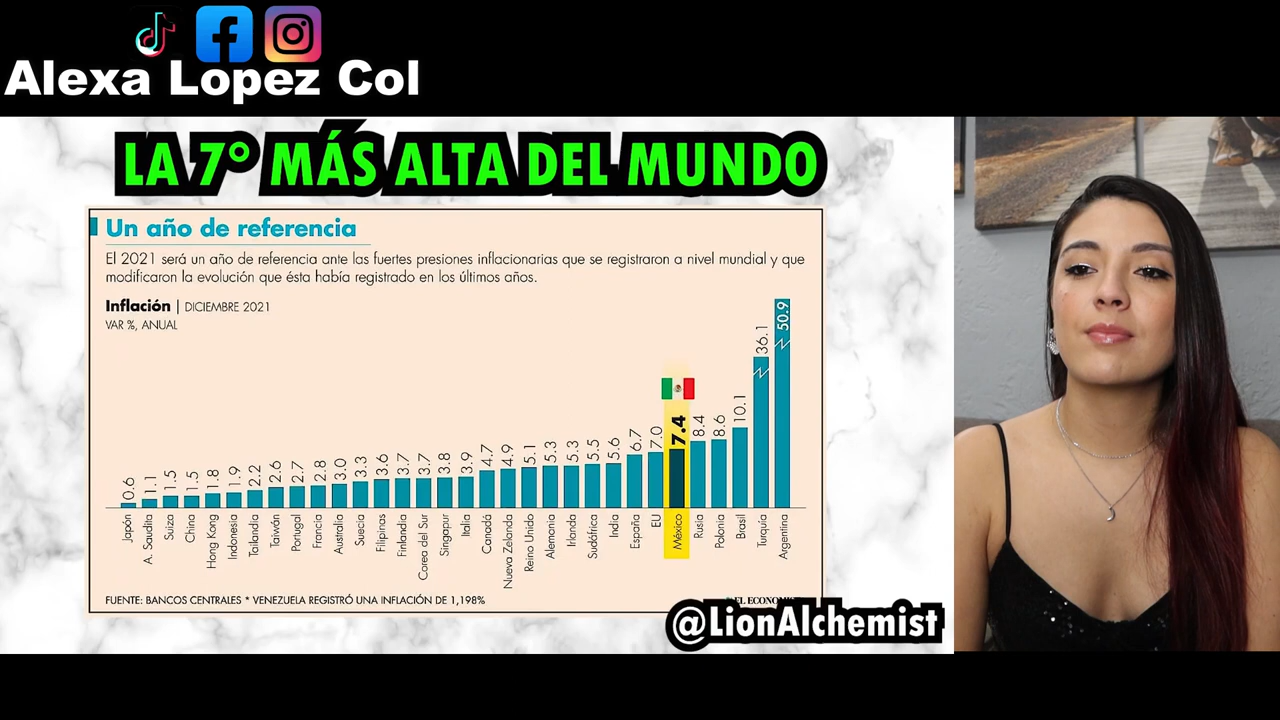 Alexa Lopez Col
LA 7° MÁS ALTA DEL MUNDO
Un año de referencia
El 2021 será un año de referencia ante las fuertes presiones inflacionarias que se registraron a nivel mundial y que
modificaron la evolución que ésta había registrado en los últimos años.
Inflación | DICIEMBRE 2021
VAR %, ANUAL
0.6
1.1
1.5
1.5
1.8
1.9
2.2
2.6
2.7
2.8
3.0
3.3
3.6
3.7
3.7
3.8
3.9
4.7
4.9
5.1
5.3
5.3
5.5
5.6
6.7
7.0
7.4
8.4
8.6
10.1
36.1
50.9
Japón
A. Saudita
Suiza
China
Hong Kong
Indonesia
Tailandia
Taiwán
Portugal
Francia
Australia
Suecia
Filipinas
Finlandia
Corea del Sur
Singapur
Italia
Canadá
Nueva Zelanda
Reino Unido
Alemania
Irlanda
Sudáfrica
India
España
EU
México
Rusia
Polonia
Brasil
Turquía
Argentina
FUENTE: BANCOS CENTRALES * VENEZUELA REGISTRÓ UNA INFLACIÓN DE 1,198%
@LionAlchemist